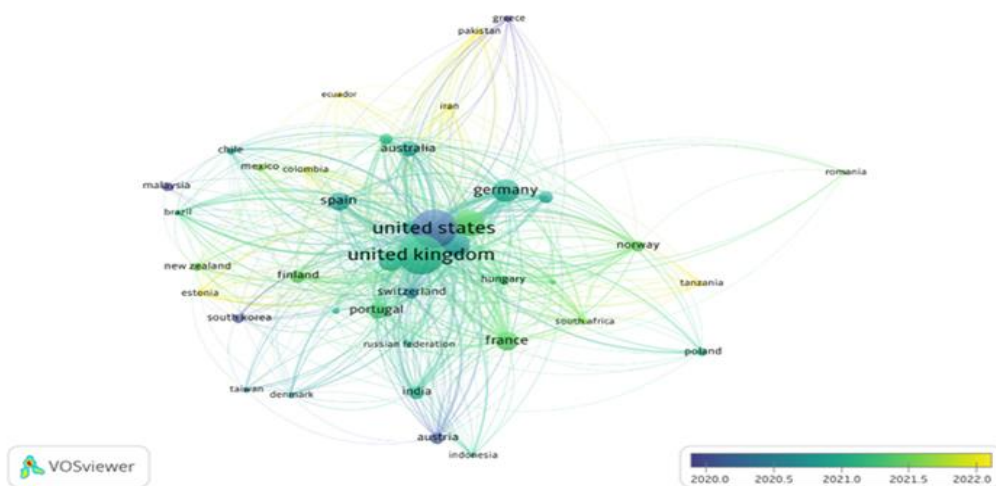 greece
pakistan
ecuador
iran
chile
australia
mexico
colombia
romania
malaysia
germany
spain
brazil
united states
norway
united kingdom
new zealand
finland
hungary
tanzania
estonia
switzerland
portugal
south korea
south africa
france
russian federation
poland
taiwan
denmark
india
austria
indonesia
VOSviewer
2020.0 2020.5 2021.0 2021.5 2022.0